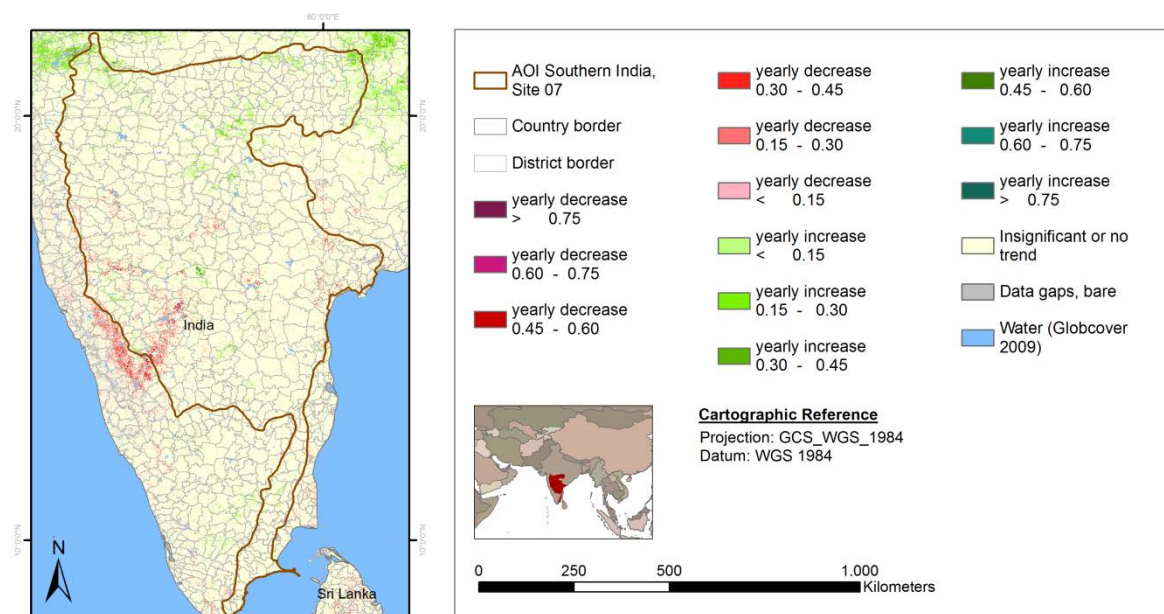 80°0'0"E
20°0'0"N
20°0'0"N
India
10°0'0"N
10°0'0"N
N
Sri Lanka
AOI Southern India,
Site 07
Country border
District border
yearly decrease
> 0.75
yearly decrease
0.60 - 0.75
yearly decrease
0.45 - 0.60
yearly decrease
0.30 - 0.45
yearly decrease
0.15 - 0.30
yearly decrease
< 0.15
yearly increase
< 0.15
yearly increase
0.15 - 0.30
yearly increase
0.30 - 0.45
yearly increase
0.45 - 0.60
yearly increase
0.60 - 0.75
yearly increase
> 0.75
Insignificant or no
trend
Data gaps, bare
Water (Globcover
2009)
Cartographic Reference
Projection: GCS_WGS_1984
Datum: WGS 1984
0 250 500 1.000
Kilometers